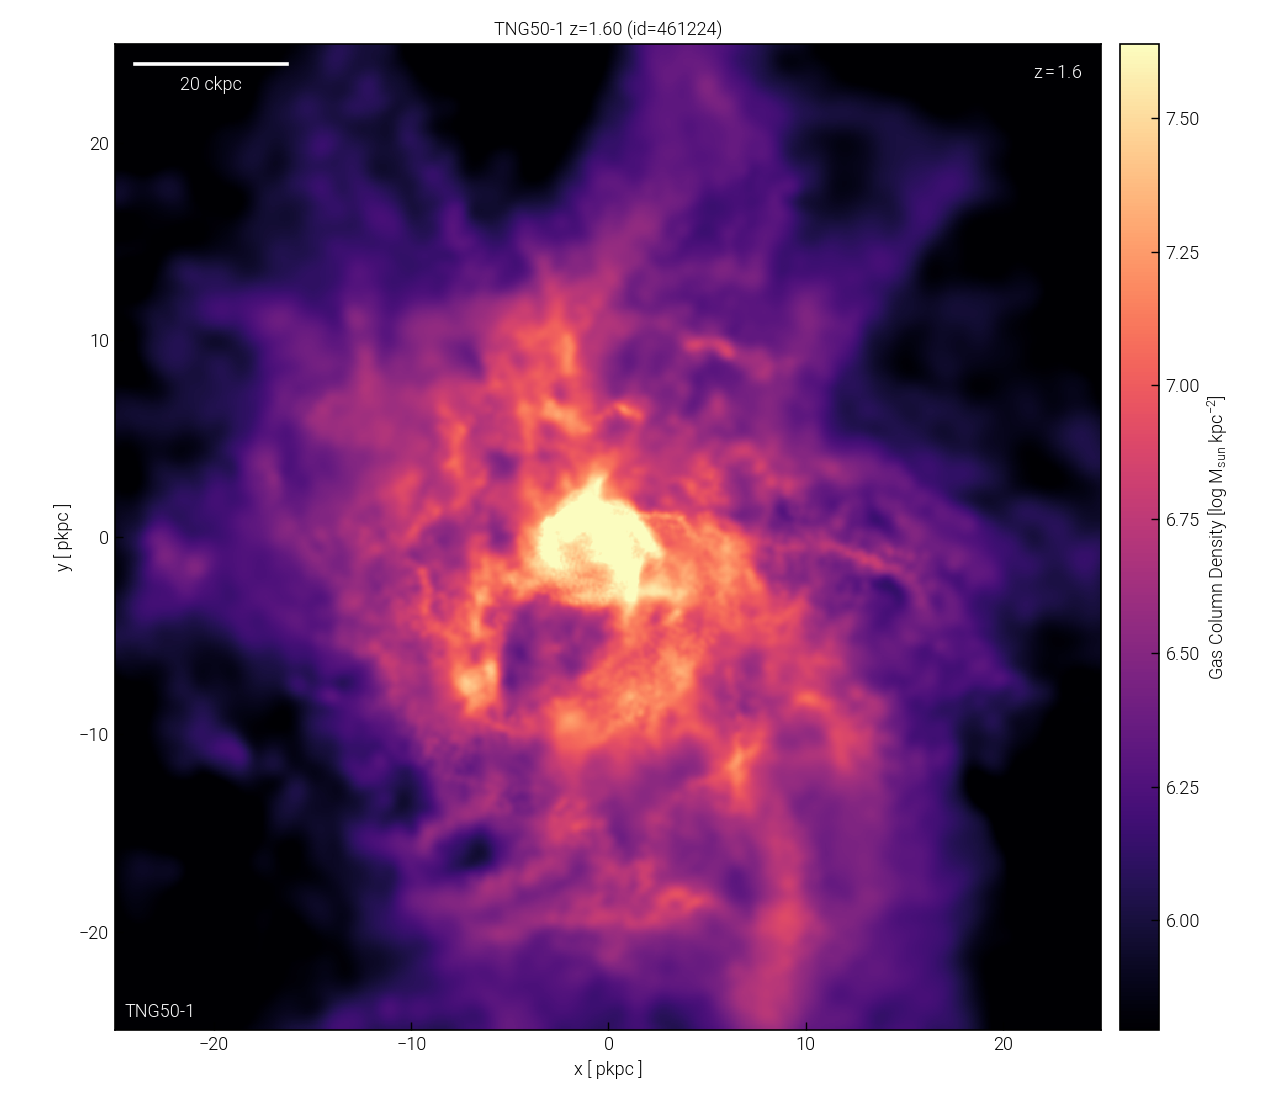 TNG50-1 z=1.60 (id=461224)
20 ckpc
z=1.6
TNG50-1
20
10
0
−10
−20
y [ pkpc ]
−20
−10
0
10
20
x [ pkpc ]
7.50
7.25
7.00
6.75
6.50
6.25
6.00
Gas Column Density [log M_sun kpc^−2]